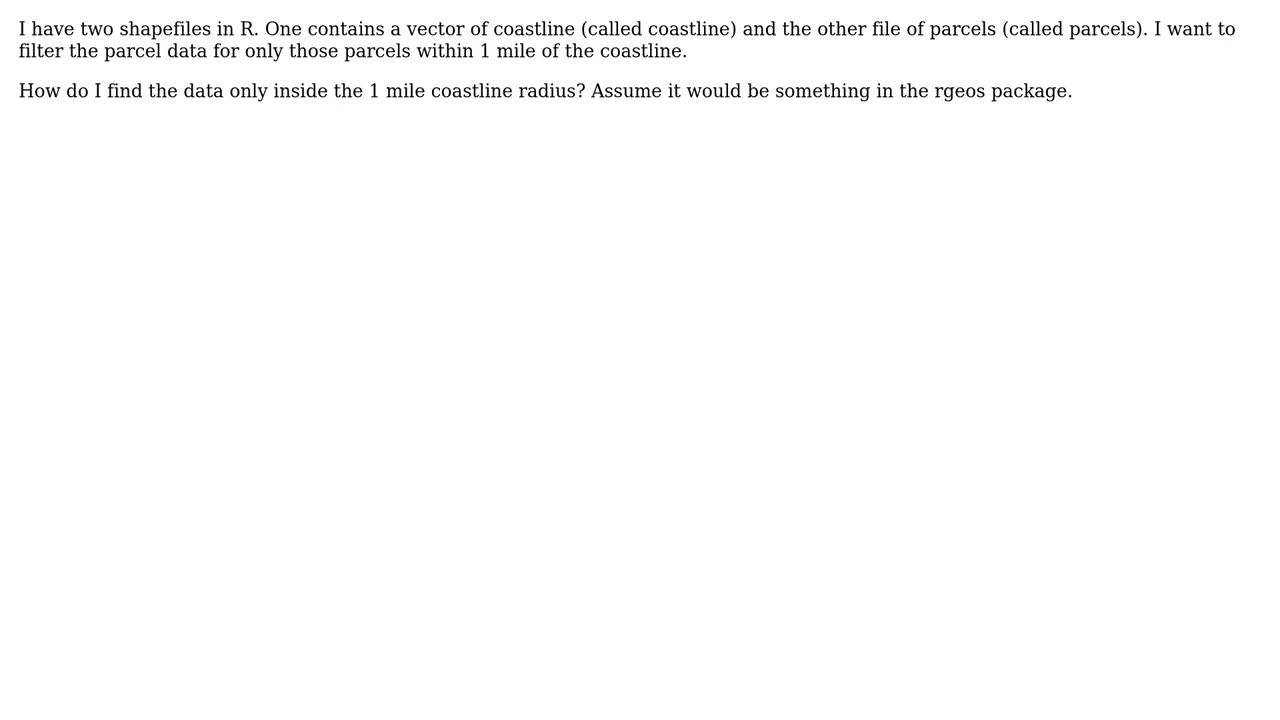 I have two shapefiles in R. One contains a vector of coastline (called coastline) and the other file of parcels (called parcels). I want to
filter the parcel data for only those parcels within 1 mile of the coastline.
How do I find the data only inside the 1 mile coastline radius? Assume it would be something in the rgeos package.